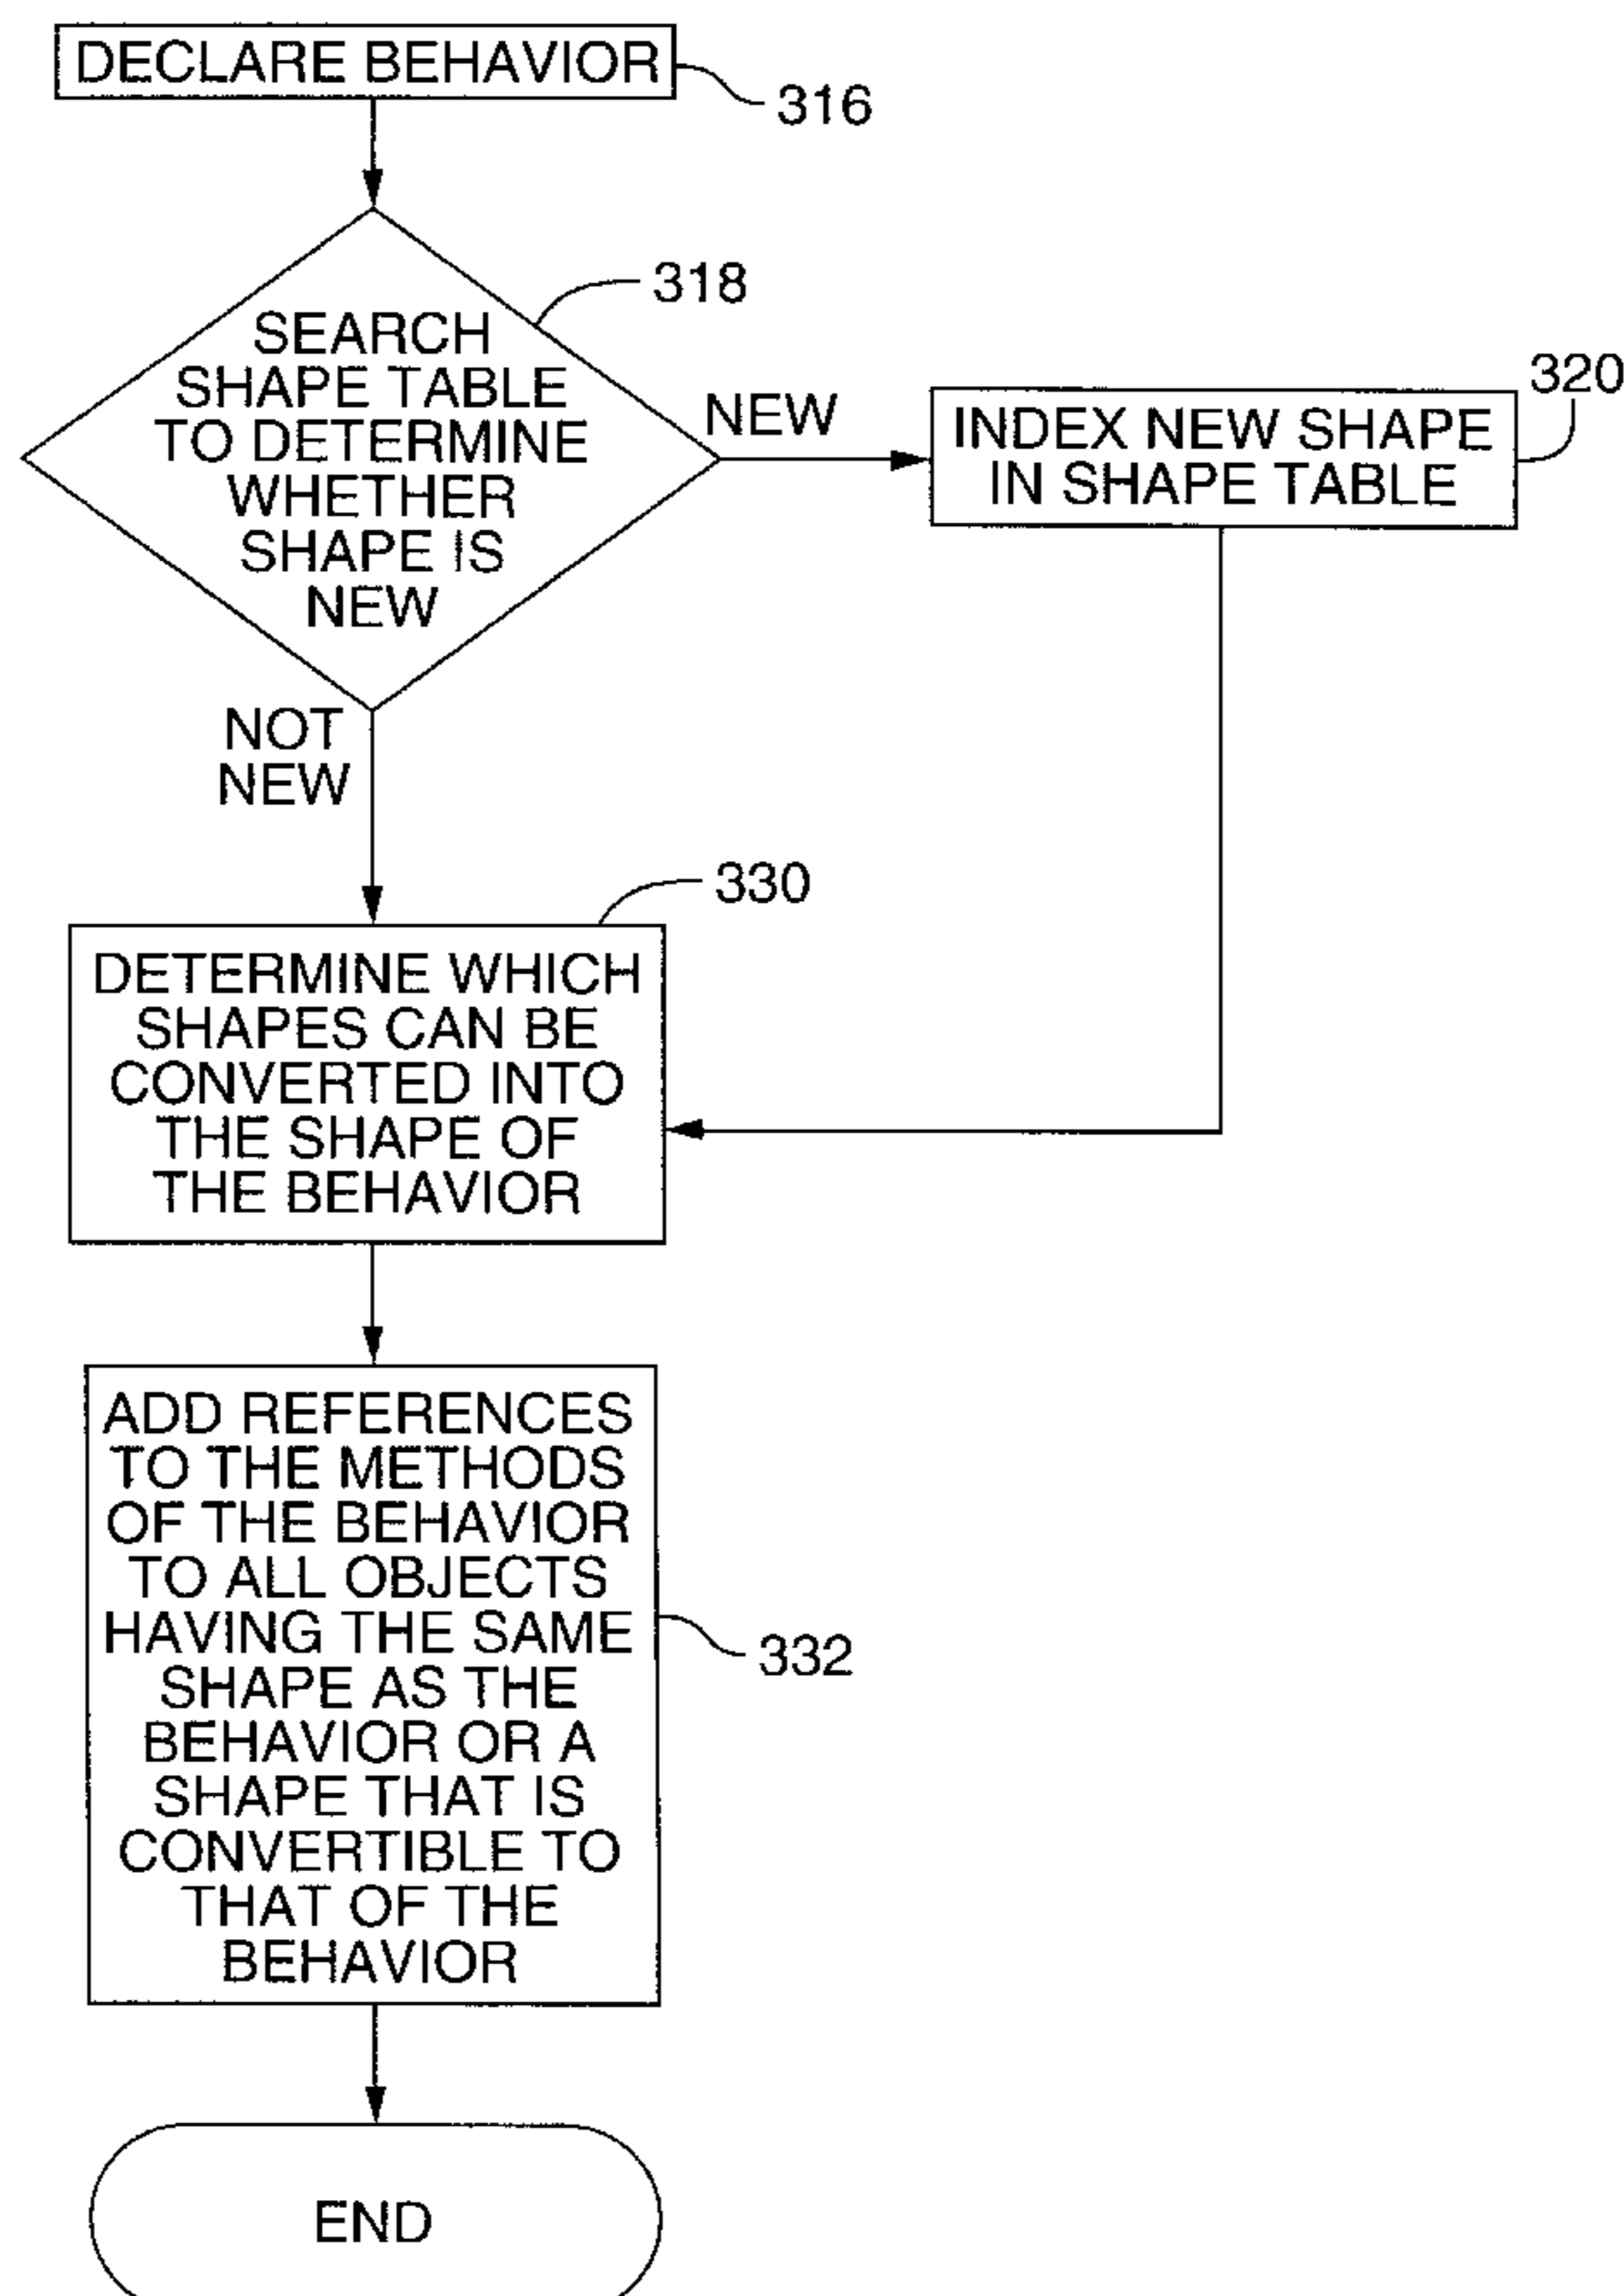 DECLARE BEHAVIOR
316
318
SEARCH
SHAPE TABLE
TO DETERMINE
WHETHER
SHAPE IS
NEW
NEW
320
INDEX NEW SHAPE
IN SHAPE TABLE
NOT
NEW
330
DETERMINE WHICH
SHAPES CAN BE
CONVERTED INTO
THE SHAPE OF
THE BEHAVIOR
ADD REFERENCES
TO THE METHODS
OF THE BEHAVIOR
TO ALL OBJECTS
HAVING THE SAME
SHAPE AS THE
BEHAVIOR OR A
SHAPE THAT IS
CONVERTIBLE TO
THAT OF THE
BEHAVIOR
332
END